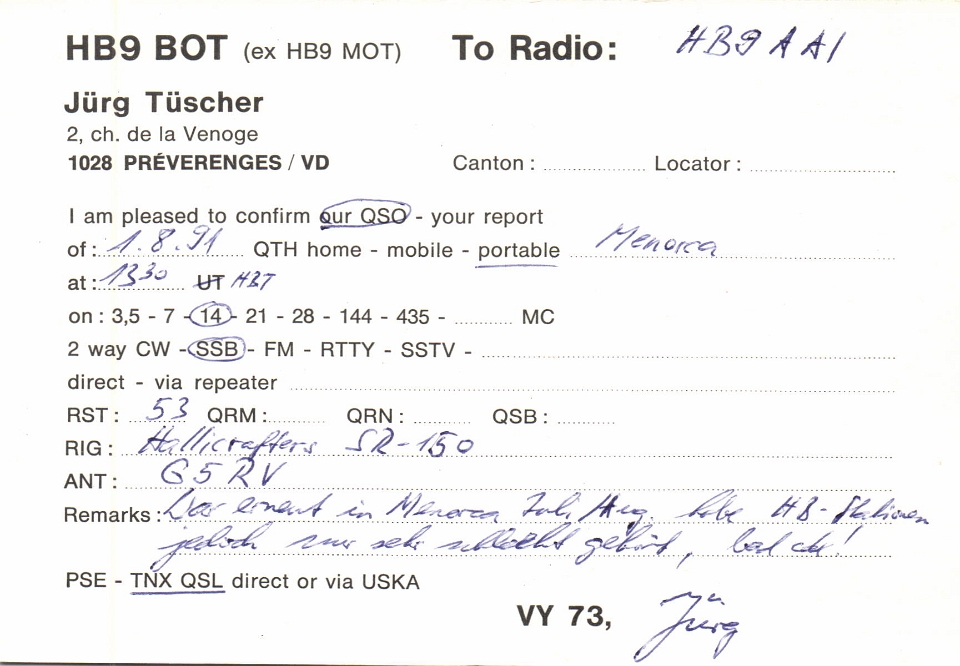 HB9 BOT (ex HB9 MOT) To Radio: HB9AAI
Jürg Tüscher
2, ch. de la Venoge
1028 PRÉVERENGES / VD Canton: Locator:
I am pleased to confirm our QSO - your report
of: 1.8.91 QTH home - mobile - portable Menorca
at: 1330 UT HBT
on: 3,5 - 7 - 14 - 21 - 28 - 144 - 435 - MC
2 way CW - SSB - FM - RTTY - SSTV -
direct - via repeater
RST: 53 QRM: QRN: QSB:
RIG: Hallicrafters SR-150
ANT: G5RV
Remarks: War erneut in Menorca Juli/Aug. habe HB-Stationen
jedoch nur sehr schlecht gehört, bad cdx!
PSE - TNX QSL direct or via USKA
VY 73, Jürg